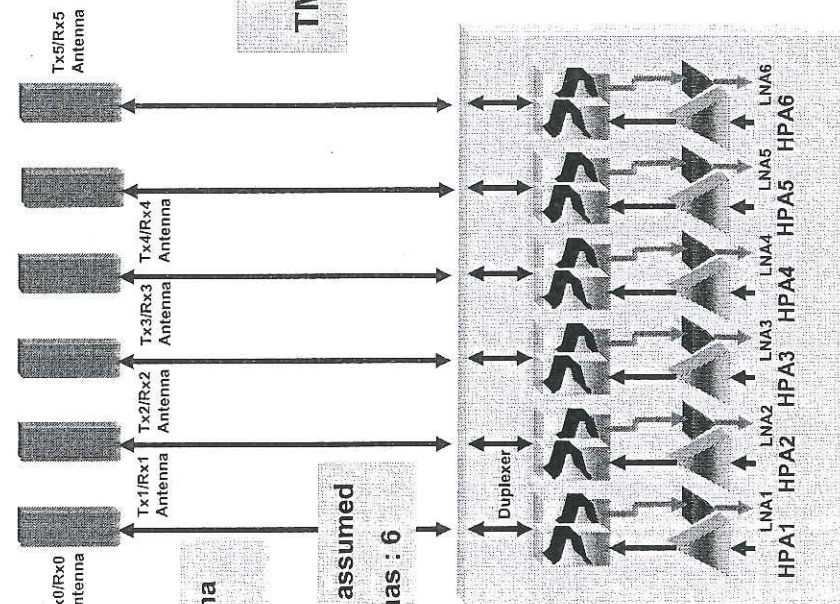 Tx5/Rx5
Antenna
TM
Tx4/Rx4
Antenna
Tx3/Rx3
Antenna
Tx2/Rx2
Antenna
Tx1/Rx1
Antenna
x0/Rx0
ntenna
na
assumed
nas : 6
Duplexer
LNA1
LNA2
LNA3
LNA4
LNA5
LNA6
HPA1
HPA2
HPA3
HPA4
HPA5
HPA6